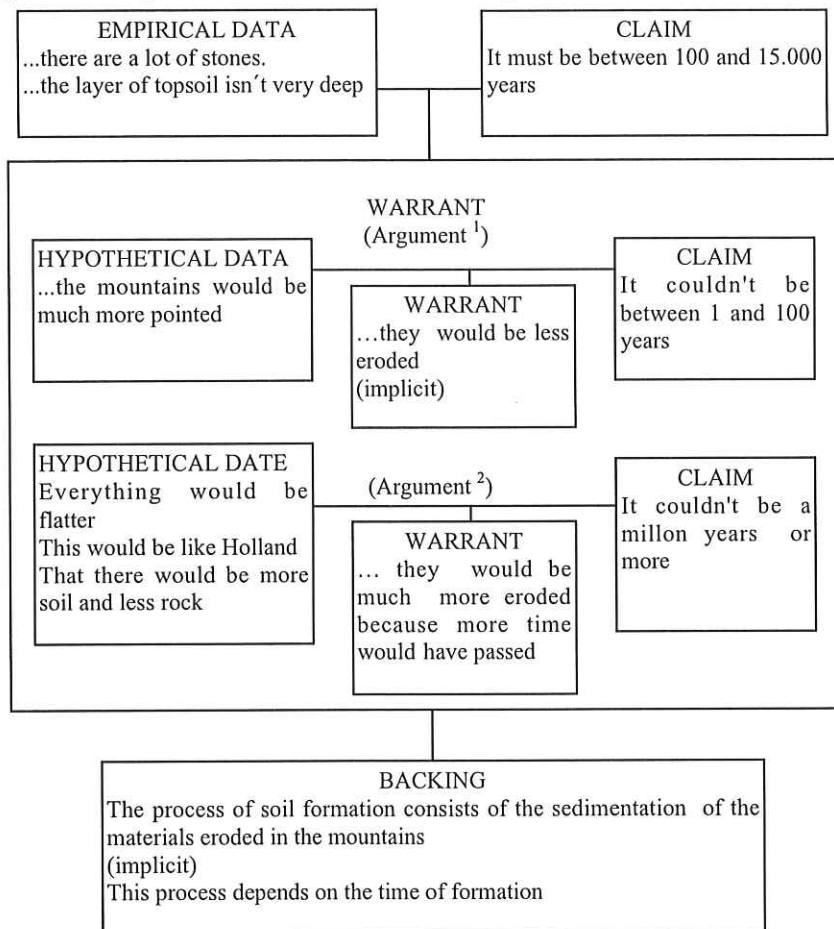 EMPIRICAL DATA
...there are a lot of stones.
...the layer of topsoil isn´t very deep
CLAIM
It must be between 100 and 15.000
years
WARRANT
(Argument ¹)
HYPOTHETICAL DATA
...the mountains would be
much more pointed
WARRANT
...they would be less
eroded
(implicit)
CLAIM
It couldn't be
between 1 and 100
years
HYPOTHETICAL DATE
Everything would be
flatter
This would be like Holland
That there would be more
soil and less rock
(Argument ²)
WARRANT
... they would be
much more eroded
because more time
would have passed
CLAIM
It couldn't be a
millon years or
more
BACKING
The process of soil formation consists of the sedimentation of the
materials eroded in the mountains
(implicit)
This process depends on the time of formation